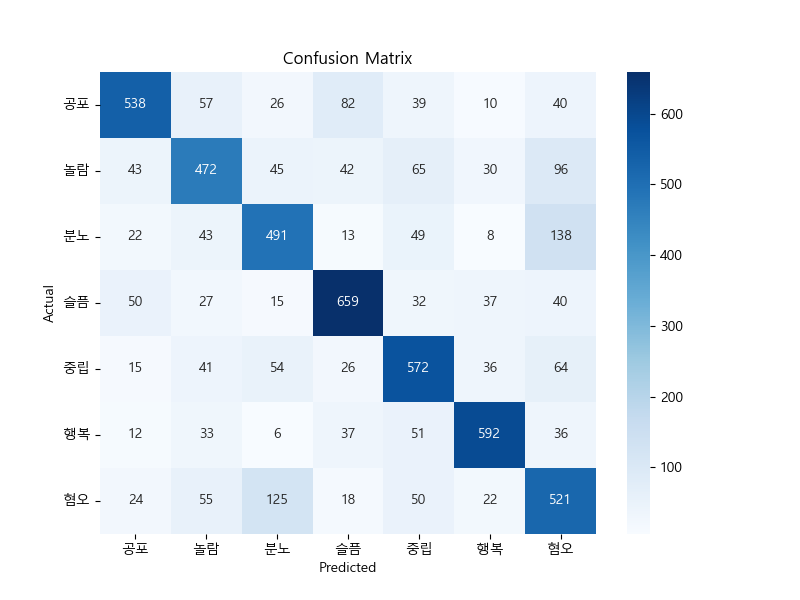 Confusion Matrix
공포 538 57 26 82 39 10 40
놀람 43 472 45 42 65 30 96
분노 22 43 491 13 49 8 138
슬픔 50 27 15 659 32 37 40
중립 15 41 54 26 572 36 64
행복 12 33 6 37 51 592 36
혐오 24 55 125 18 50 22 521
공포 놀람 분노 슬픔 중립 행복 혐오
Predicted
Actual
600
500
400
300
200
100